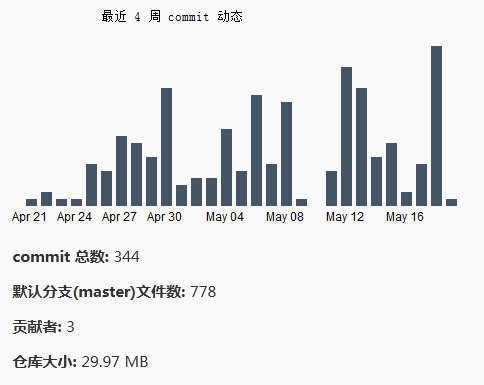 最近 4 周 commit 动态
Apr 21 Apr 24 Apr 27 Apr 30 May 04 May 08 May 12 May 16
commit 总数: 344
默认分支(master)文件数: 778
贡献者: 3
仓库大小: 29.97 MB